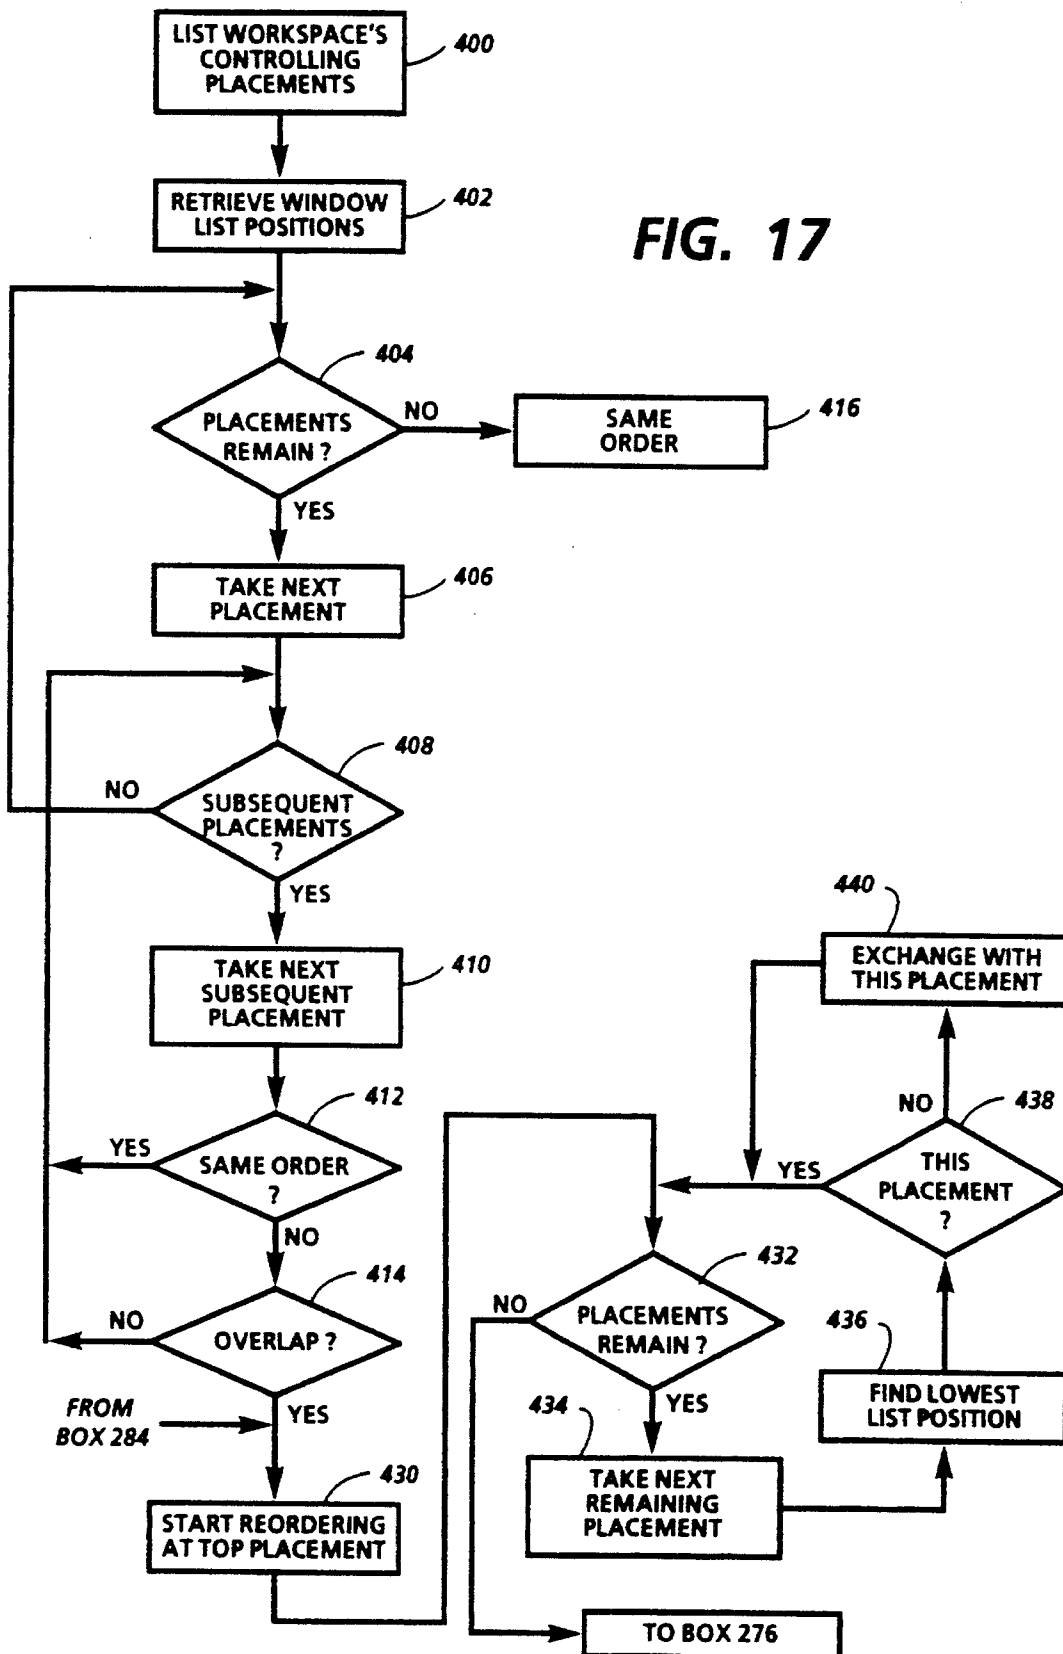 LIST WORKSPACE'S
CONTROLLING
PLACEMENTS
400
RETRIEVE WINDOW
LIST POSITIONS
402
FIG. 17
404
PLACEMENTS
REMAIN ?
NO
SAME
ORDER
416
YES
TAKE NEXT
PLACEMENT
406
408
NO
SUBSEQUENT
PLACEMENTS
?
YES
TAKE NEXT
SUBSEQUENT
PLACEMENT
410
412
YES
SAME ORDER
?
NO
414
NO
OVERLAP ?
YES
FROM
BOX 284
430
START REORDERING
AT TOP PLACEMENT
440
EXCHANGE WITH
THIS PLACEMENT
NO
438
YES
THIS
PLACEMENT
?
432
NO
PLACEMENTS
REMAIN ?
YES
436
FIND LOWEST
LIST POSITION
434
TAKE NEXT
REMAINING
PLACEMENT
TO BOX 276